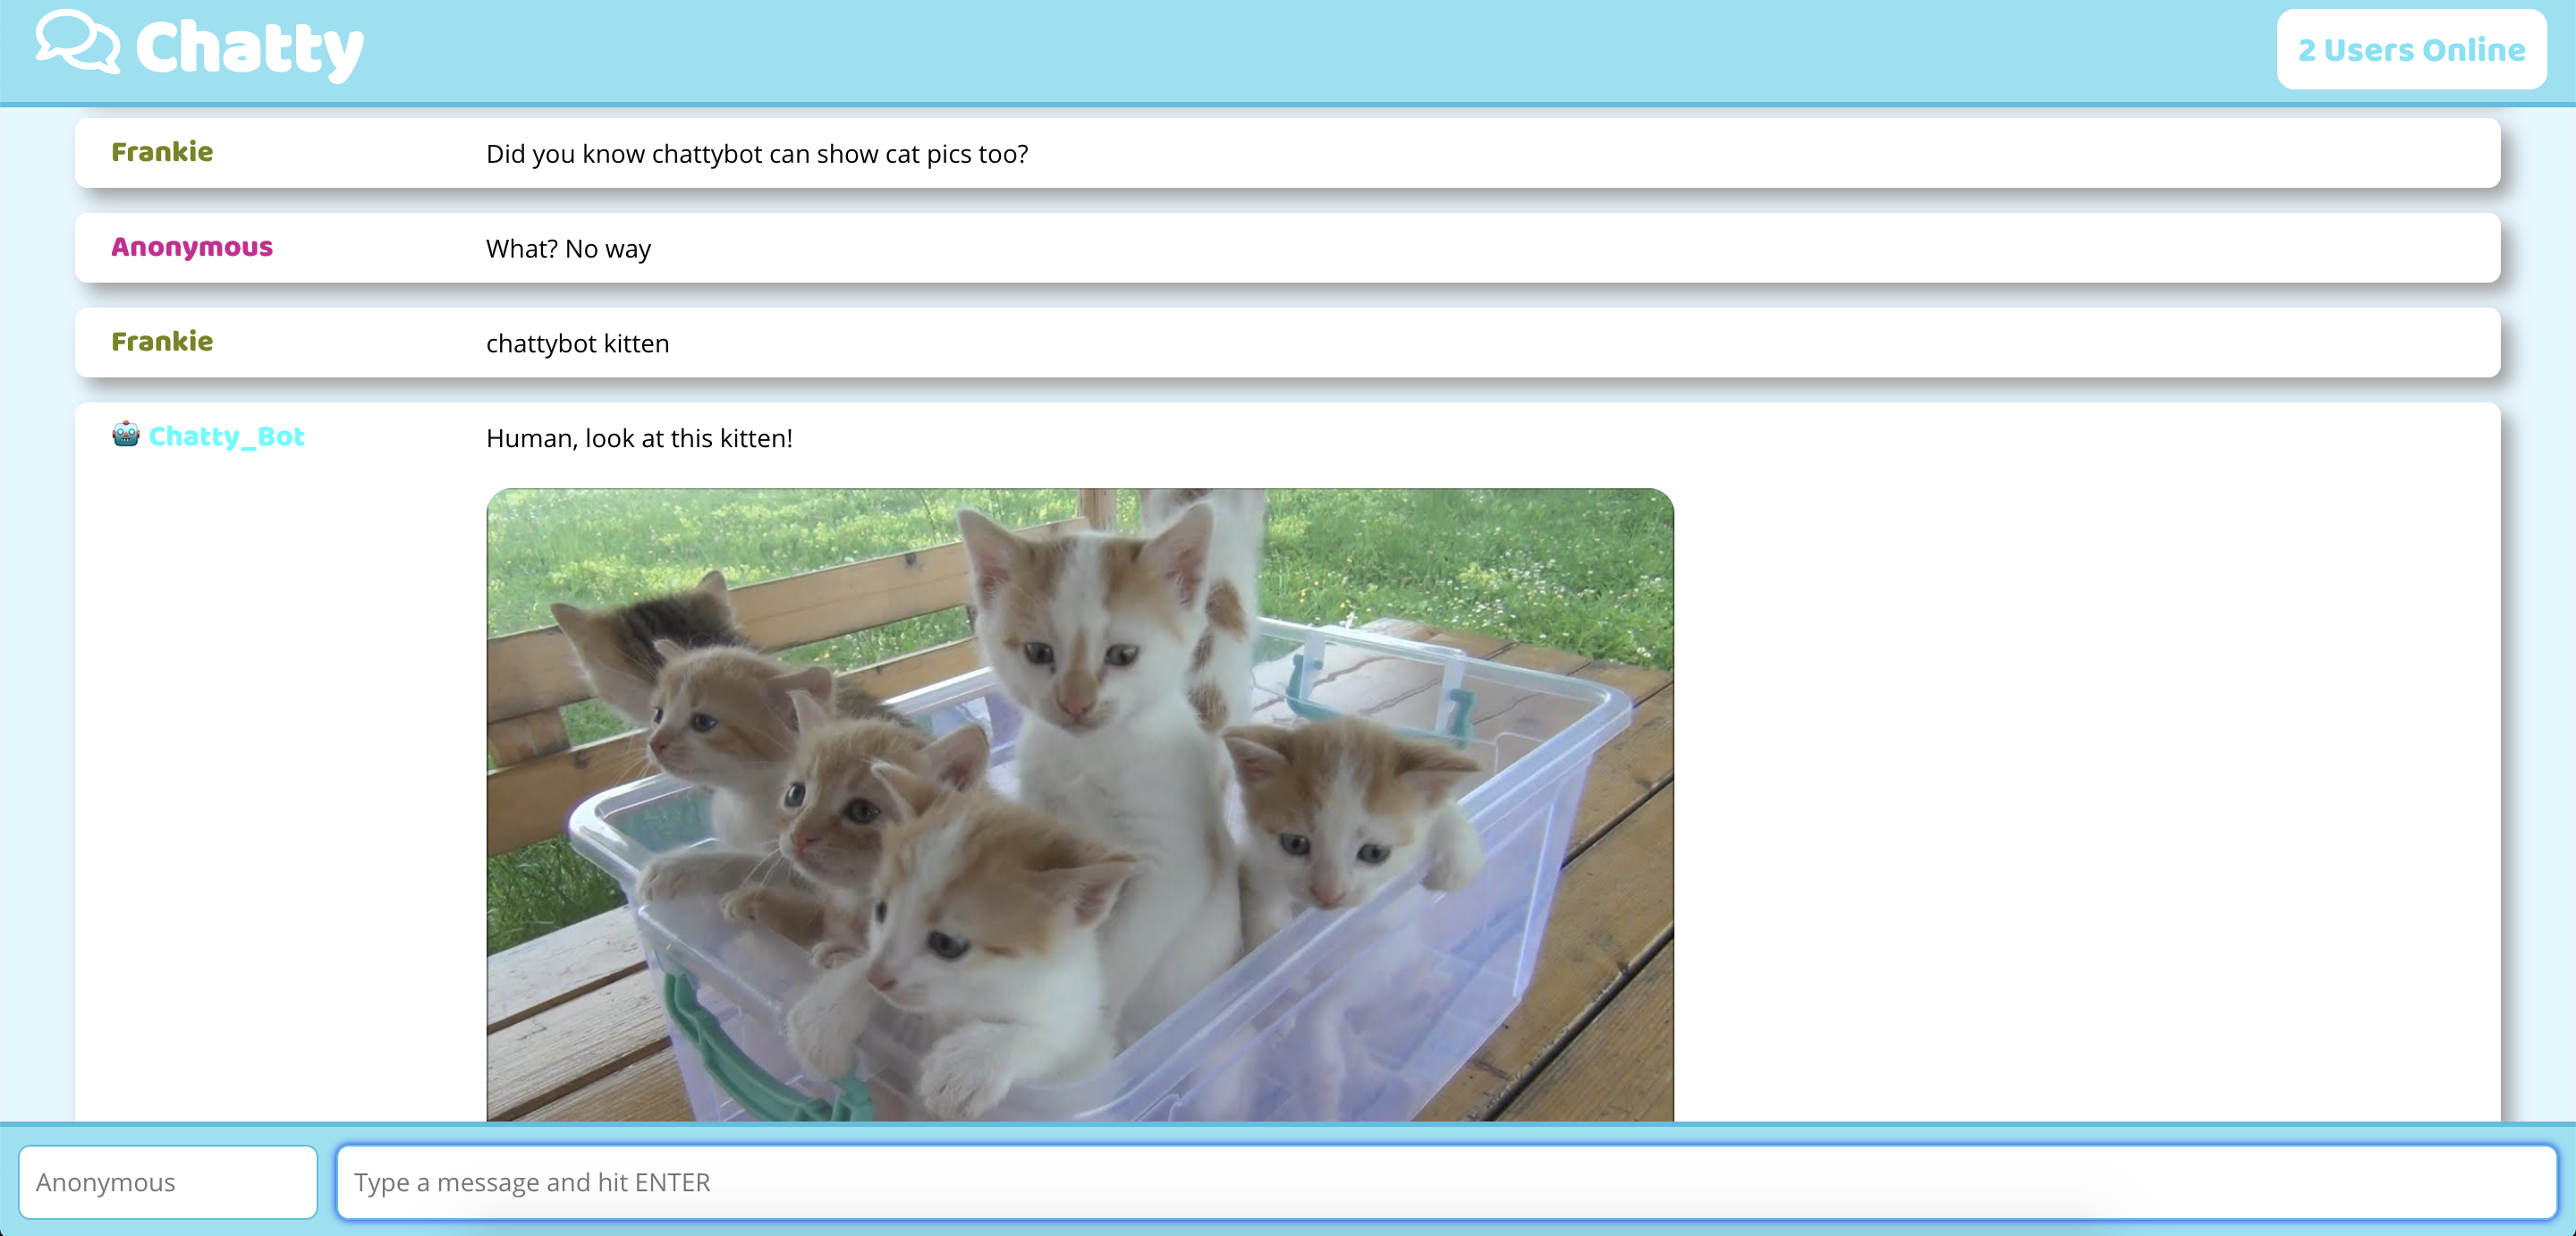 Chatty
2 Users Online
Frankie
Did you know chattybot can show cat pics too?
Anonymous
What? No way
Frankie
chattybot kitten
Chatty_Bot
Human, look at this kitten!
Anonymous
Type a message and hit ENTER